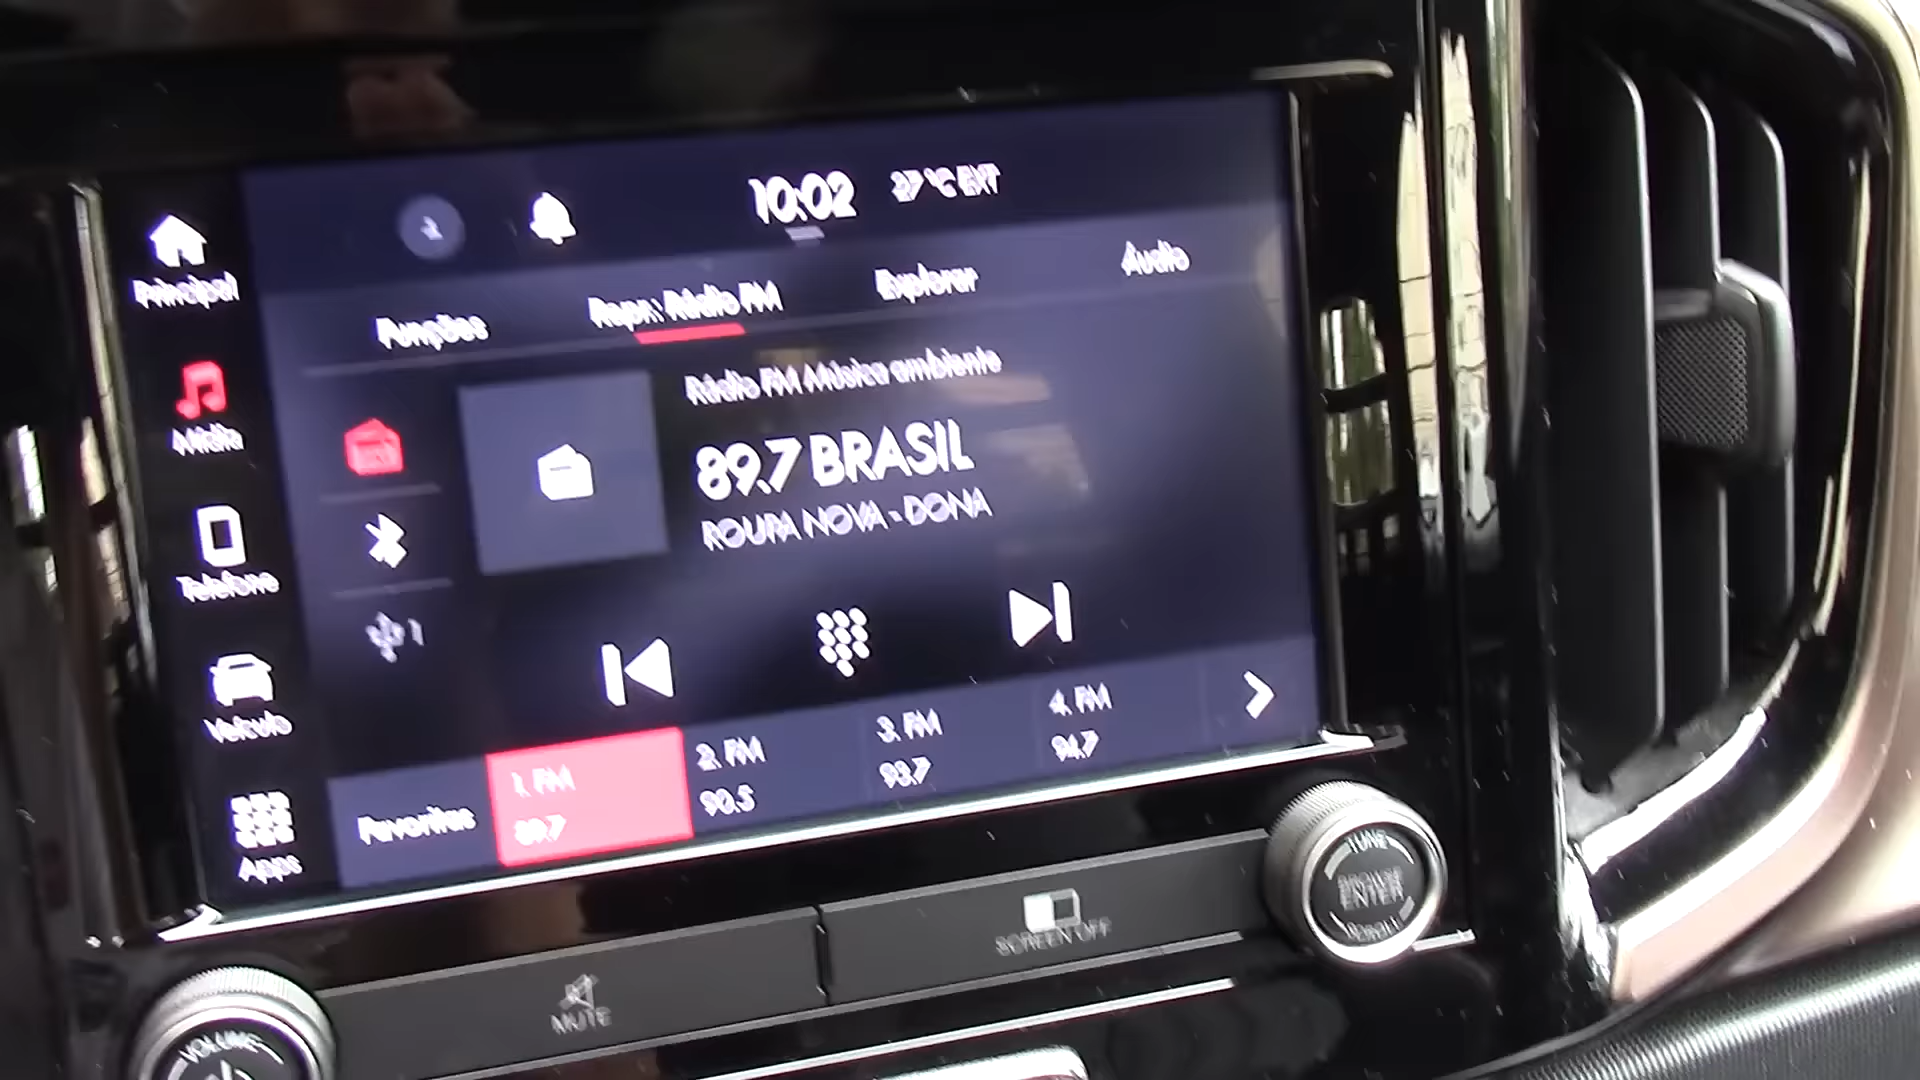 10:02
27 °C EXT
Principal
Funções
Repr.: Rádio FM
Explorar
Áudio
Mídia
Rádio FM Música ambiente
89.7 BRASIL
ROUPA NOVA - DONA
Telefone
1
Veículo
Favoritas
1. FM
89.7
2. FM
90.5
3. FM
93.7
4. FM
94.7
Apps
MUTE
SCREEN OFF
VOLUME
TUNE
BROWSE
ENTER
SCROLL